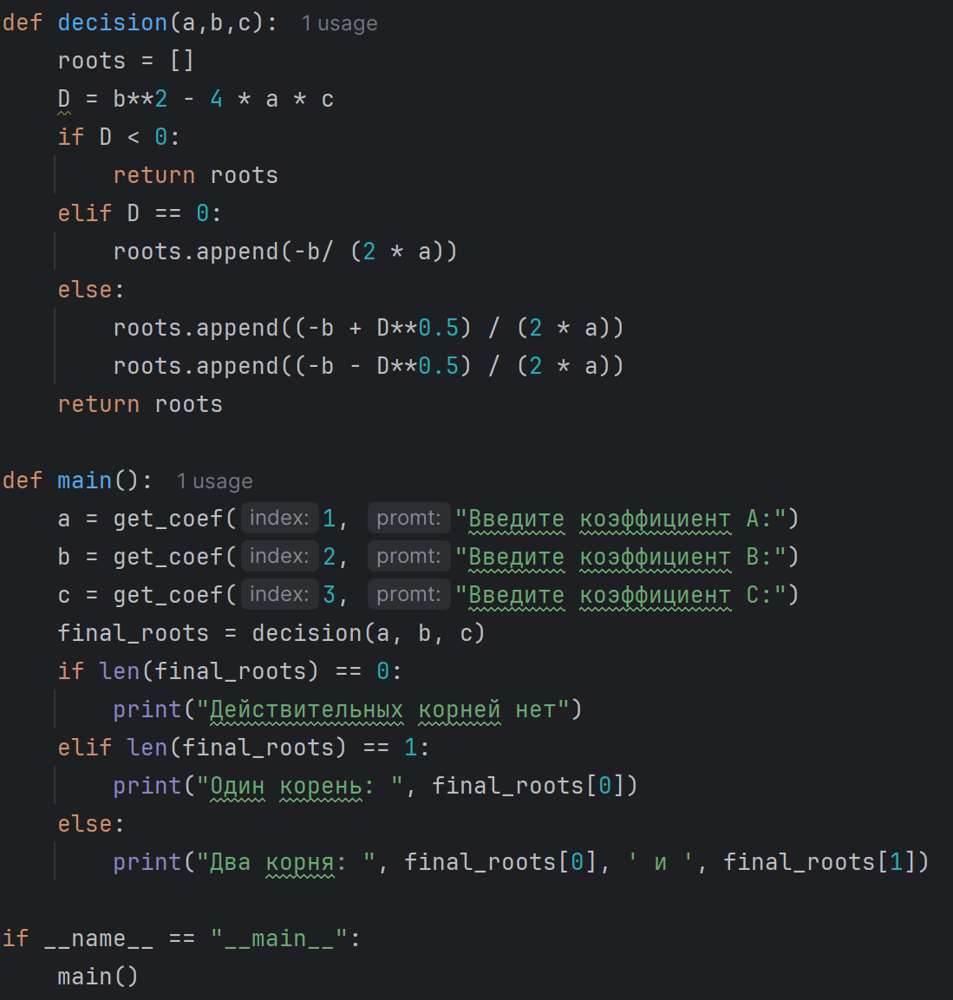 def decision(a,b,c): 1 usage
    roots = []
    D = b**2 - 4 * a * c
    if D < 0:
        return roots
    elif D == 0:
        roots.append(-b/ (2 * a))
    else:
        roots.append((-b + D**0.5) / (2 * a))
        roots.append((-b - D**0.5) / (2 * a))
    return roots

def main(): 1 usage
    a = get_coef( index: 1, promt: "Введите коэффициент A:")
    b = get_coef( index: 2, promt: "Введите коэффициент B:")
    c = get_coef( index: 3, promt: "Введите коэффициент C:")
    final_roots = decision(a, b, c)
    if len(final_roots) == 0:
        print("Действительных корней нет")
    elif len(final_roots) == 1:
        print("Один корень: ", final_roots[0])
    else:
        print("Два корня: ", final_roots[0], ' и ', final_roots[1])

if __name__ == "__main__":
    main()